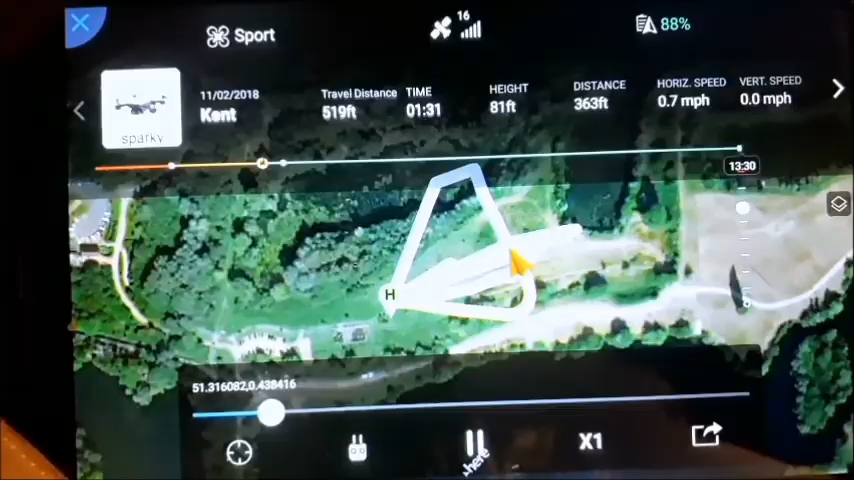 Sport
16
88%
11/02/2018
Kent
Travel Distance
519ft
TIME
01:31
HEIGHT
81ft
DISTANCE
363ft
HORIZ. SPEED
0.7 mph
VERT. SPEED
0.0 mph
sparky
13:30
H
51.316082,0.438416
X1
here